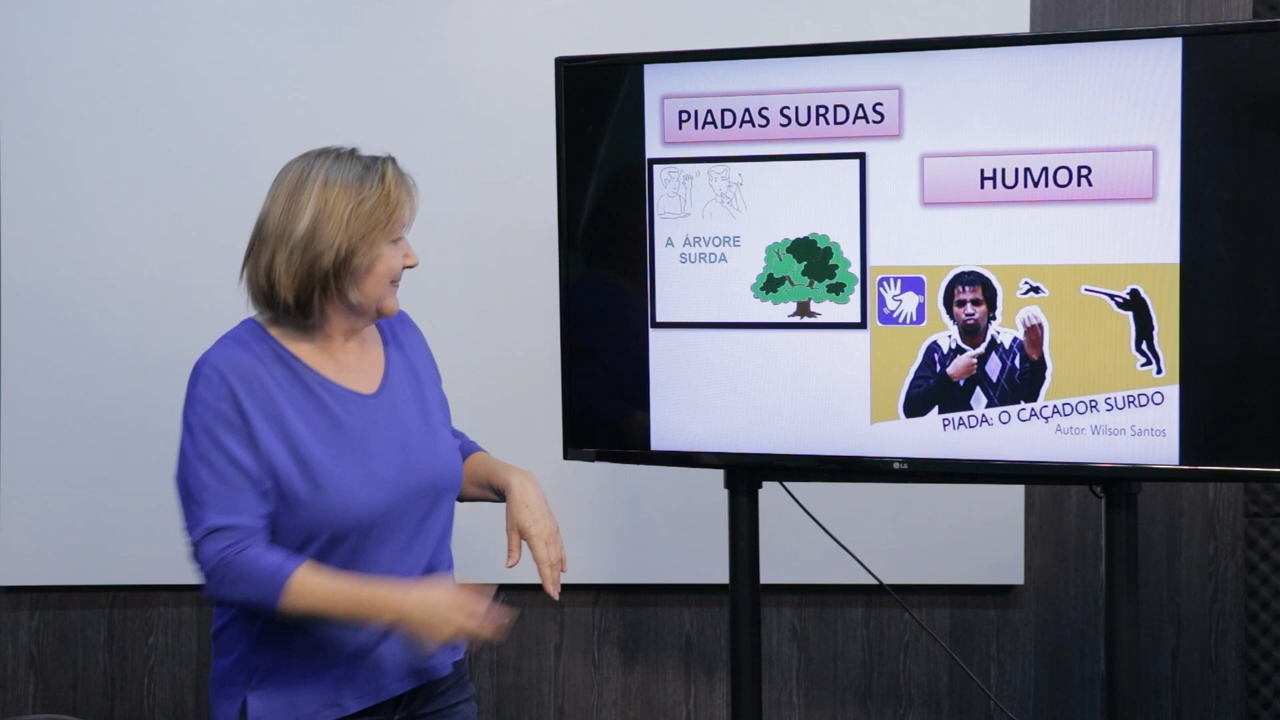 PIADAS SURDAS
HUMOR
A ÁRVORE
SURDA
PIADA: O CAÇADOR SURDO
Autor: Wilson Santos
LG